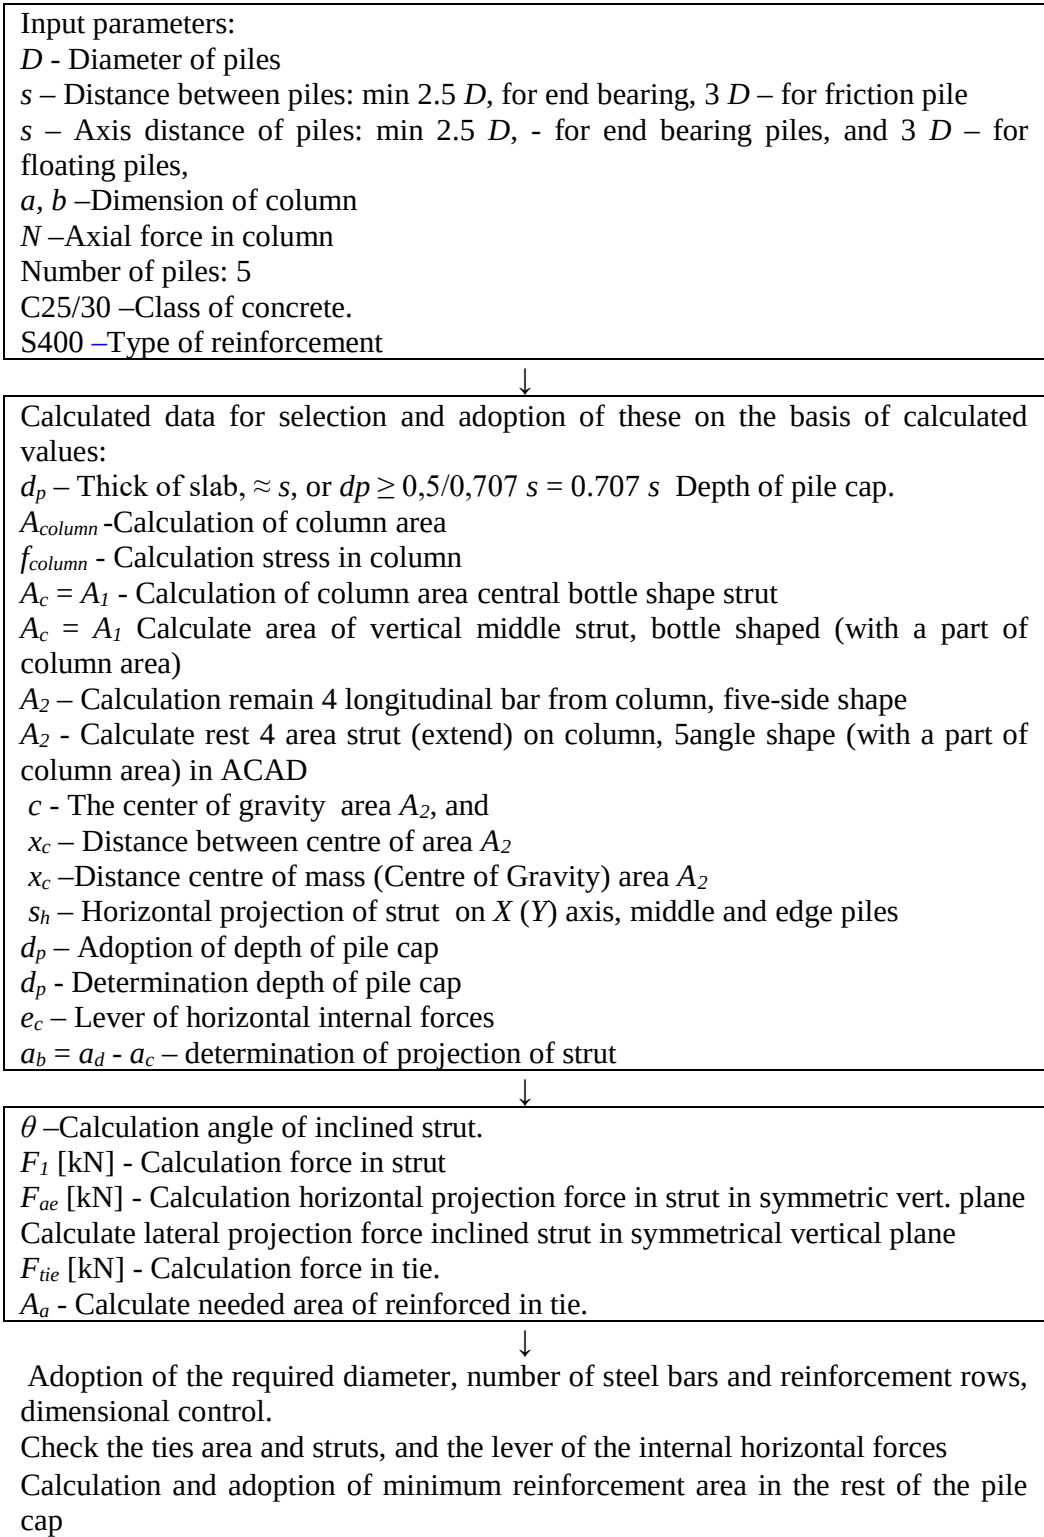 Input parameters:
D - Diameter of piles
s – Distance between piles: min 2.5 D, for end bearing, 3 D – for friction pile
s – Axis distance of piles: min 2.5 D, - for end bearing piles, and 3 D – for
floating piles,
a, b –Dimension of column
N –Axial force in column
Number of piles: 5
C25/30 –Class of concrete.
S400 –Type of reinforcement
↓
Calculated data for selection and adoption of these on the basis of calculated
values:
dp – Thick of slab, ≈ s, or dp ≥ 0,5/0,707 s = 0.707 s Depth of pile cap.
Acolumn -Calculation of column area
fcolumn - Calculation stress in column
Ac = A1 - Calculation of column area central bottle shape strut
Ac = A1 Calculate area of vertical middle strut, bottle shaped (with a part of
column area)
A2 – Calculation remain 4 longitudinal bar from column, five-side shape
A2 - Calculate rest 4 area strut (extend) on column, 5angle shape (with a part of
column area) in ACAD
c - The center of gravity area A2, and
xc – Distance between centre of area A2
xc –Distance centre of mass (Centre of Gravity) area A2
sh – Horizontal projection of strut on X (Y) axis, middle and edge piles
dp – Adoption of depth of pile cap
dp - Determination depth of pile cap
ec – Lever of horizontal internal forces
ab = ad - ac – determination of projection of strut
↓
θ –Calculation angle of inclined strut.
F1 [kN] - Calculation force in strut
Fae [kN] - Calculation horizontal projection force in strut in symmetric vert. plane
Calculate lateral projection force inclined strut in symmetrical vertical plane
Ftie [kN] - Calculation force in tie.
Aa - Calculate needed area of reinforced in tie.
↓
Adoption of the required diameter, number of steel bars and reinforcement rows,
dimensional control.
Check the ties area and struts, and the lever of the internal horizontal forces
Calculation and adoption of minimum reinforcement area in the rest of the pile
cap